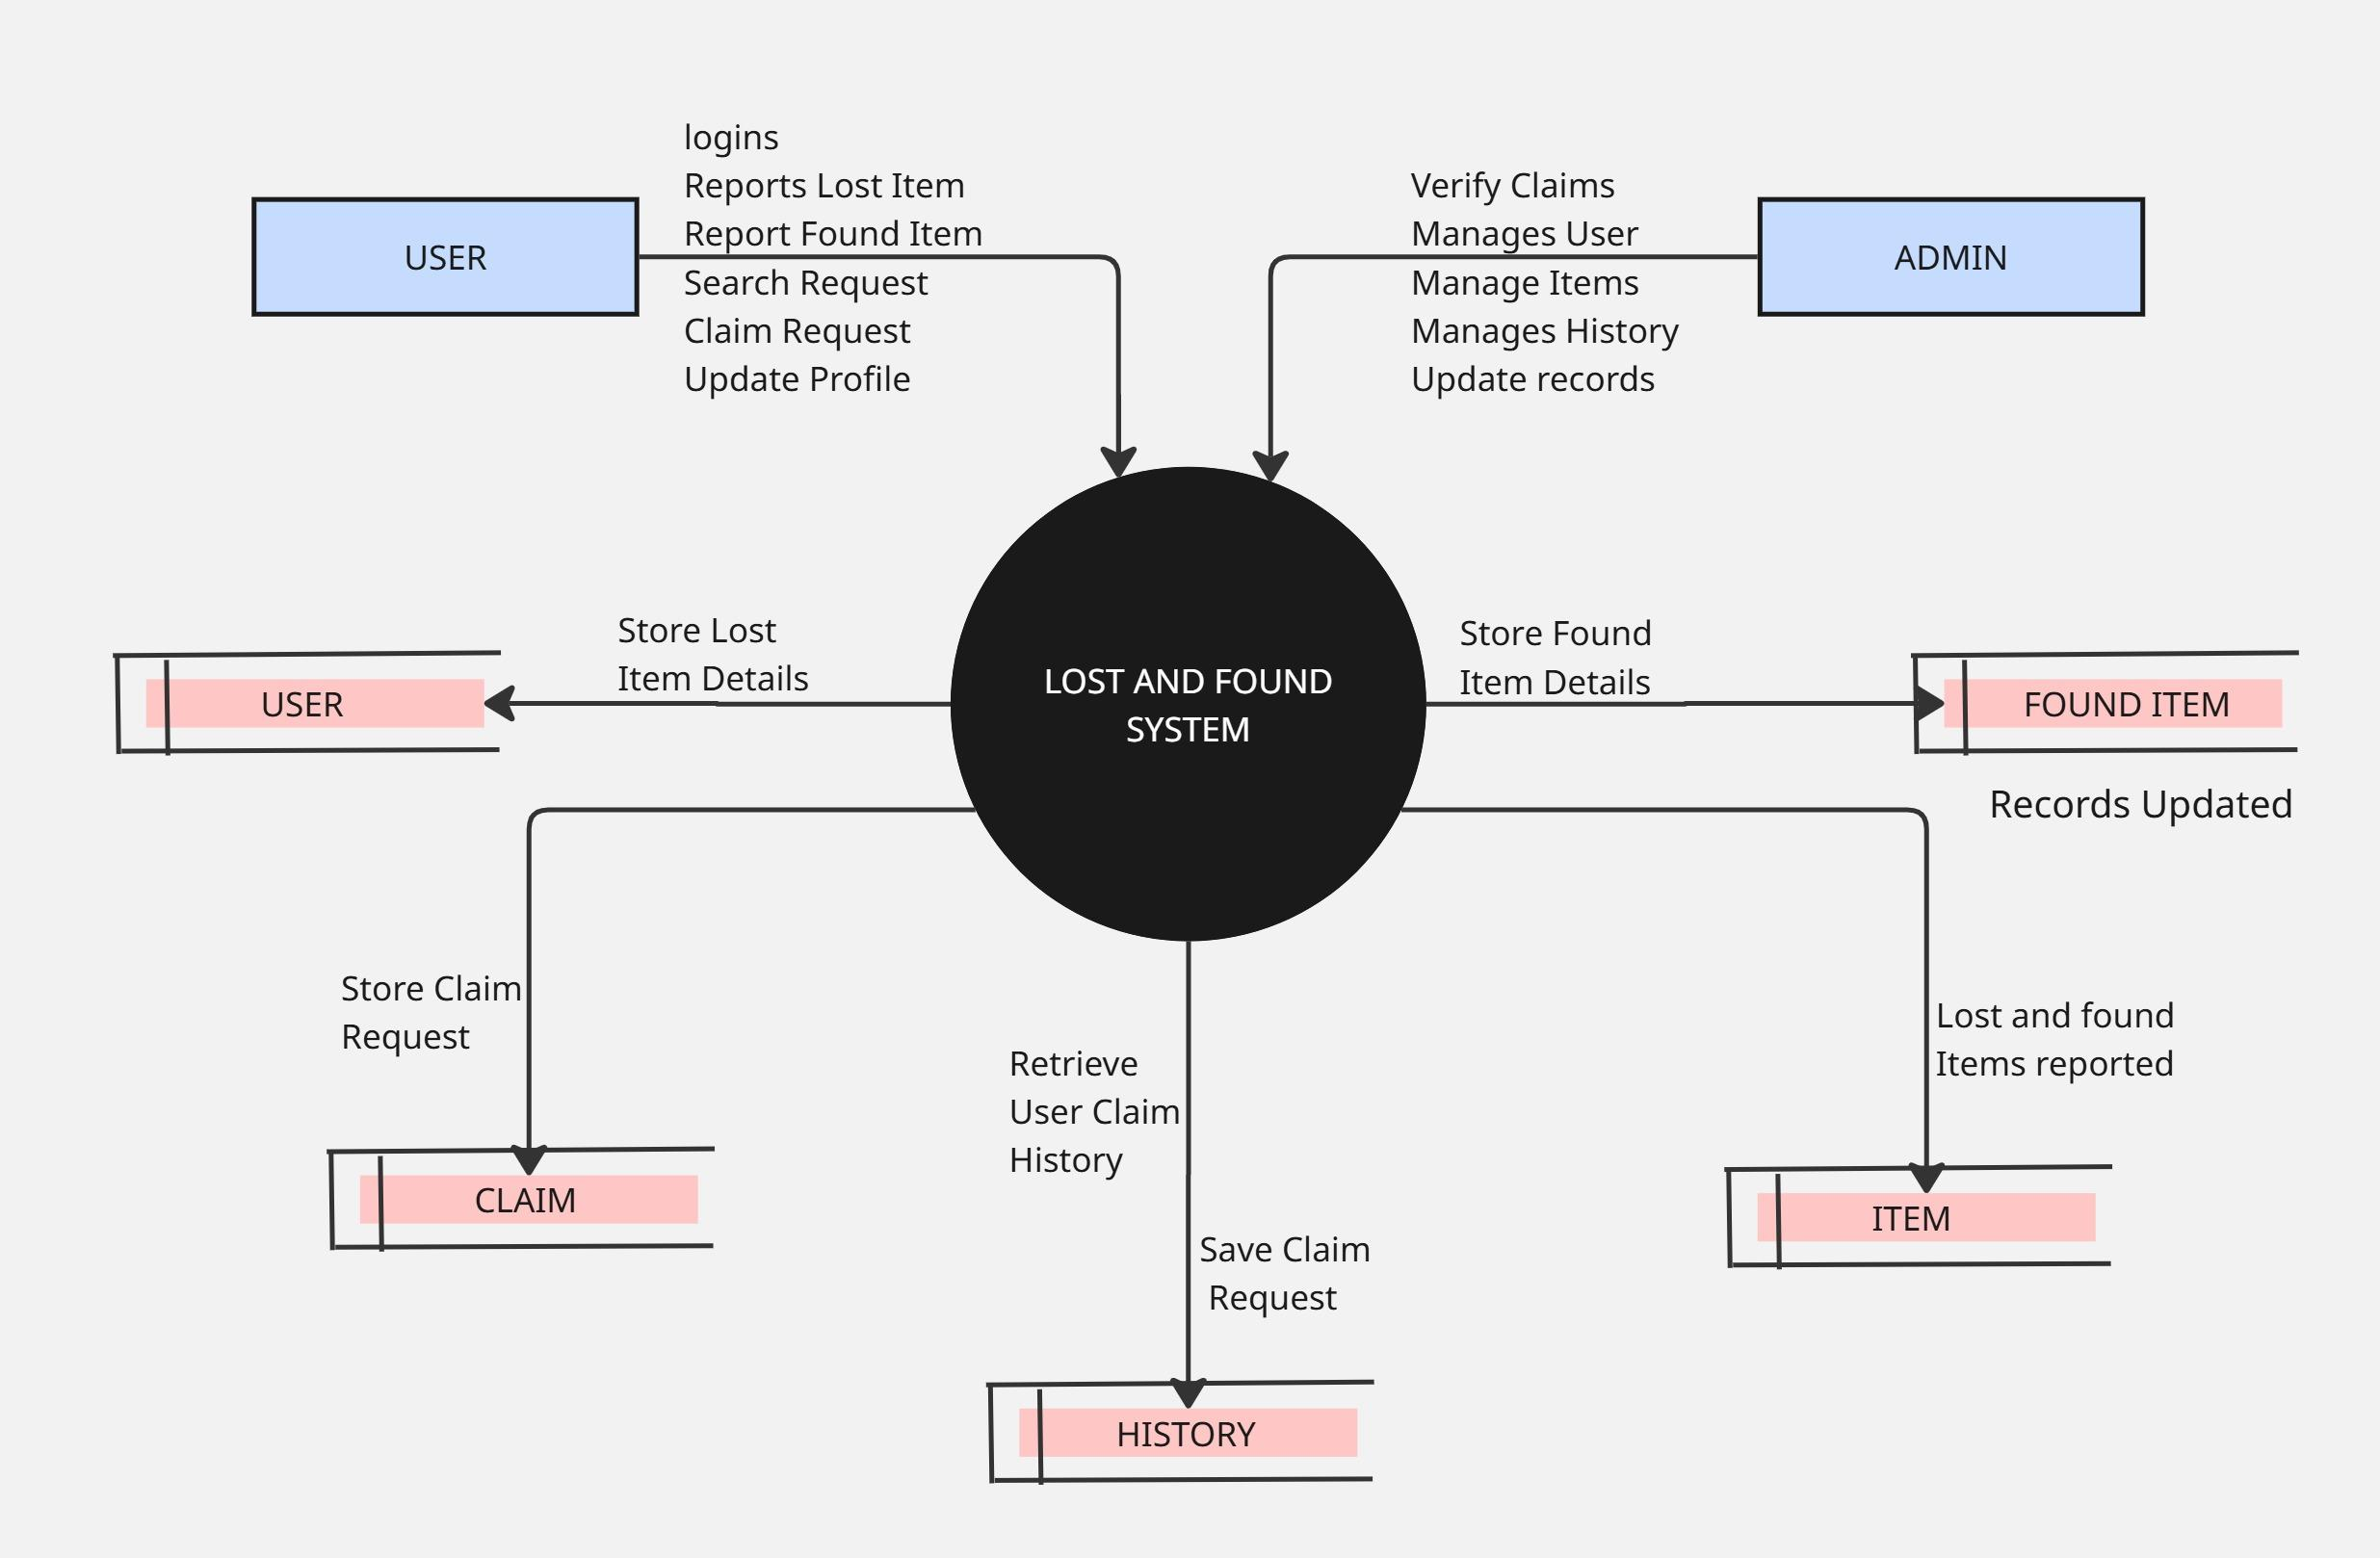 logins
Reports Lost Item
Report Found Item
Search Request
Claim Request
Update Profile
Verify Claims
Manages User
Manage Items
Manages History
Update records
USER
ADMIN
Store Lost
Item Details
Store Found
Item Details
USER
LOST AND FOUND
SYSTEM
FOUND ITEM
Records Updated
Store Claim
Request
Retrieve
User Claim
History
Lost and found
Items reported
CLAIM
Save Claim
Request
ITEM
HISTORY